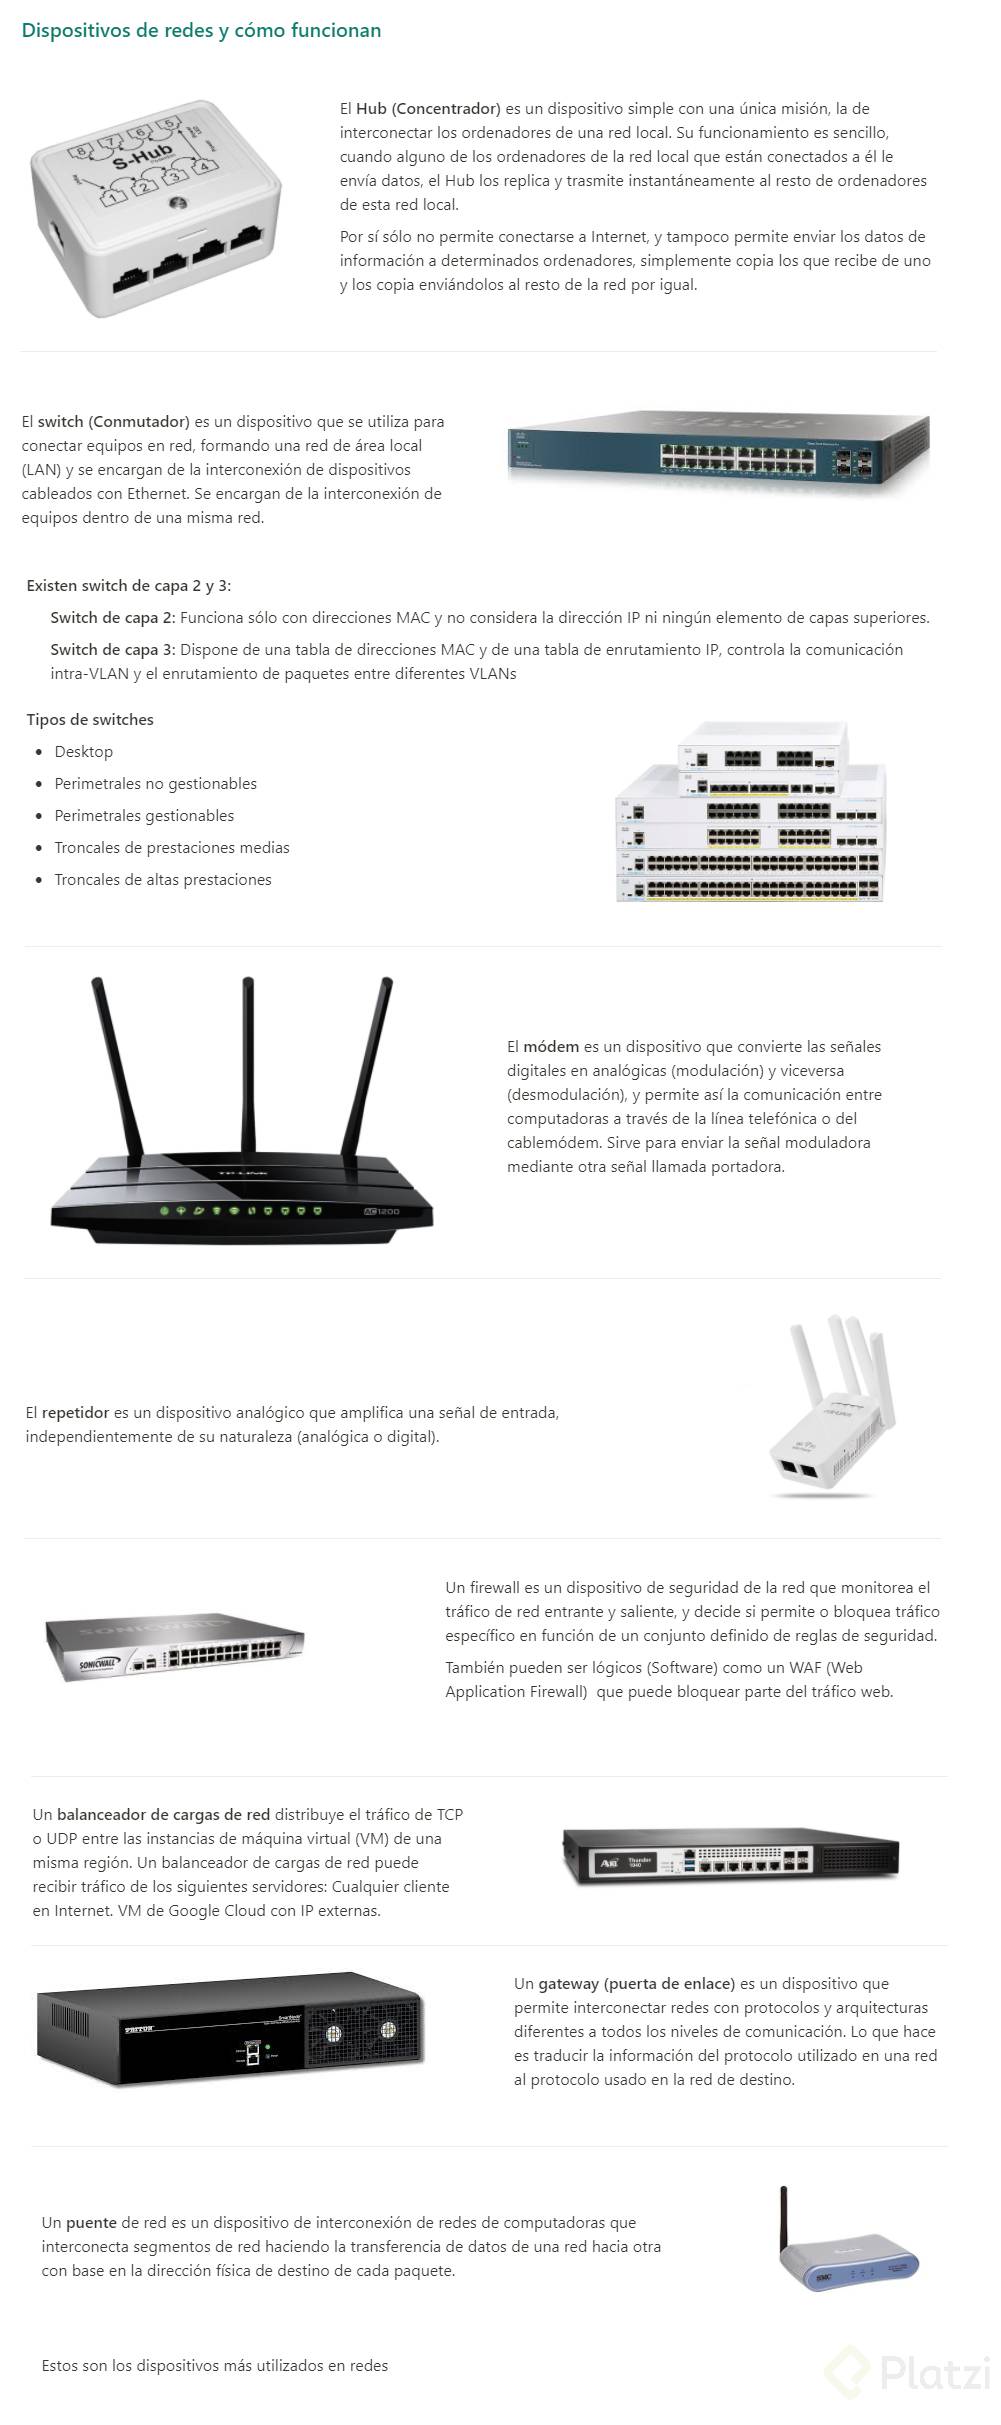 Dispositivos de redes y cómo funcionan
8 7 6 5
S-Hub
1 2 3 4
El Hub (Concentrador) es un dispositivo simple con una única misión, la de
interconectar los ordenadores de una red local. Su funcionamiento es sencillo,
cuando alguno de los ordenadores de la red local que están conectados a él le
envía datos, el Hub los replica y trasmite instantáneamente al resto de ordenadores
de esta red local.
Por sí sólo no permite conectarse a Internet, y tampoco permite enviar los datos de
información a determinados ordenadores, simplemente copia los que recibe de uno
y los copia enviándolos al resto de la red por igual.
El switch (Conmutador) es un dispositivo que se utiliza para
conectar equipos en red, formando una red de área local
(LAN) y se encargan de la interconexión de dispositivos
cableados con Ethernet. Se encargan de la interconexión de
equipos dentro de una misma red.
Existen switch de capa 2 y 3:
Switch de capa 2: Funciona sólo con direcciones MAC y no considera la dirección IP ni ningún elemento de capas superiores.
Switch de capa 3: Dispone de una tabla de direcciones MAC y de una tabla de enrutamiento IP, controla la comunicación
intra-VLAN y el enrutamiento de paquetes entre diferentes VLANs
Tipos de switches
• Desktop
• Perimetrales no gestionables
• Perimetrales gestionables
• Troncales de prestaciones medias
• Troncales de altas prestaciones
TP-LINK
AC1200
El módem es un dispositivo que convierte las señales
digitales en analógicas (modulación) y viceversa
(desmodulación), y permite así la comunicación entre
computadoras a través de la línea telefónica o del
cablemódem. Sirve para enviar la señal moduladora
mediante otra señal llamada portadora.
El repetidor es un dispositivo analógico que amplifica una señal de entrada,
independientemente de su naturaleza (analógica o digital).
SONICWALL
SONICWALL
Un firewall es un dispositivo de seguridad de la red que monitorea el
tráfico de red entrante y saliente, y decide si permite o bloquea tráfico
específico en función de un conjunto definido de reglas de seguridad.
También pueden ser lógicos (Software) como un WAF (Web
Application Firewall)  que puede bloquear parte del tráfico web.
Un balanceador de cargas de red distribuye el tráfico de TCP
o UDP entre las instancias de máquina virtual (VM) de una
misma región. Un balanceador de cargas de red puede
recibir tráfico de los siguientes servidores: Cualquier cliente
en Internet. VM de Google Cloud con IP externas.
A10
Thunder
1040
PATTON
Un gateway (puerta de enlace) es un dispositivo que
permite interconectar redes con protocolos y arquitecturas
diferentes a todos los niveles de comunicación. Lo que hace
es traducir la información del protocolo utilizado en una red
al protocolo usado en la red de destino.
Un puente de red es un dispositivo de interconexión de redes de computadoras que
interconecta segmentos de red haciendo la transferencia de datos de una red hacia otra
con base en la dirección física de destino de cada paquete.
SMC
Estos son los dispositivos más utilizados en redes
Platzi